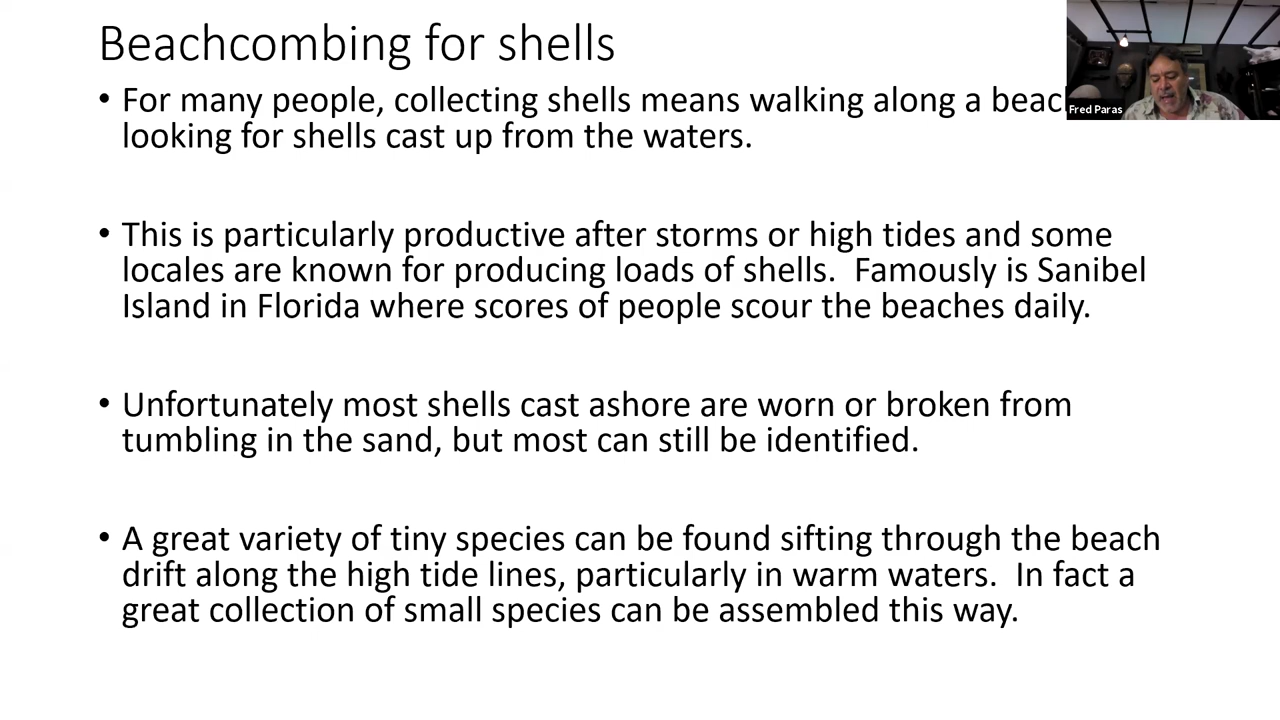 Beachcombing for shells
• For many people, collecting shells means walking along a beac
Fred Paras
looking for shells cast up from the waters.
• This is particularly productive after storms or high tides and some
locales are known for producing loads of shells.  Famously is Sanibel
Island in Florida where scores of people scour the beaches daily.
• Unfortunately most shells cast ashore are worn or broken from
tumbling in the sand, but most can still be identified.
• A great variety of tiny species can be found sifting through the beach
drift along the high tide lines, particularly in warm waters.  In fact a
great collection of small species can be assembled this way.